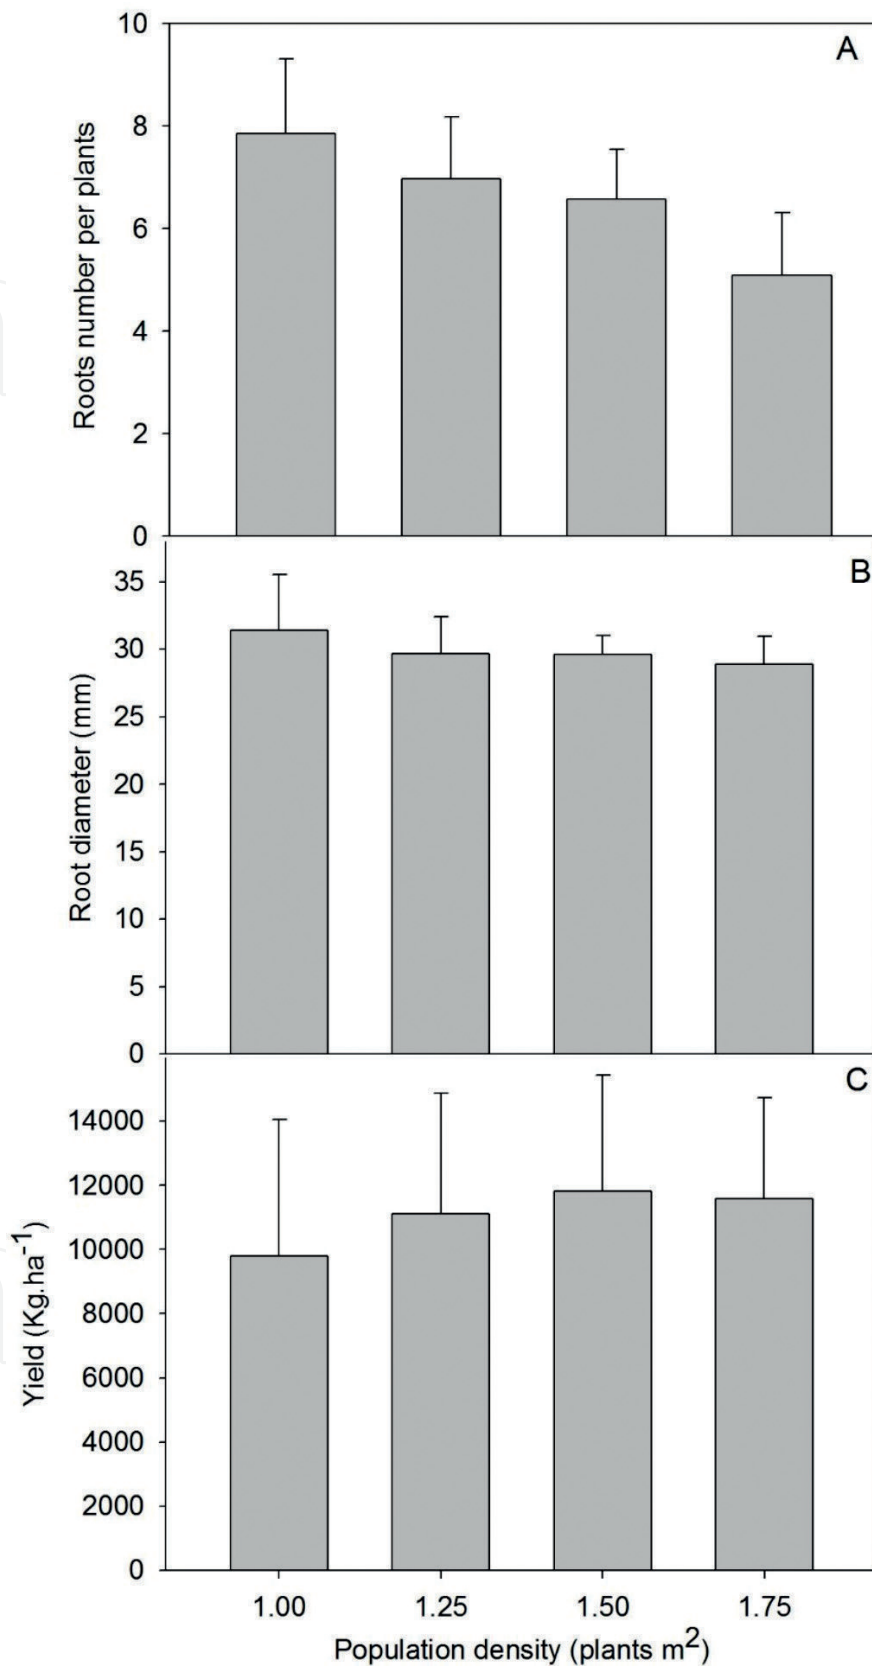 A
10
8
6
4
2
0
Roots number per plants
B
35
30
25
20
15
10
5
0
Root diameter (mm)
C
14000
12000
10000
8000
6000
4000
2000
0
Yield (Kg.ha⁻¹)
1.00 1.25 1.50 1.75
Population density (plants m²)